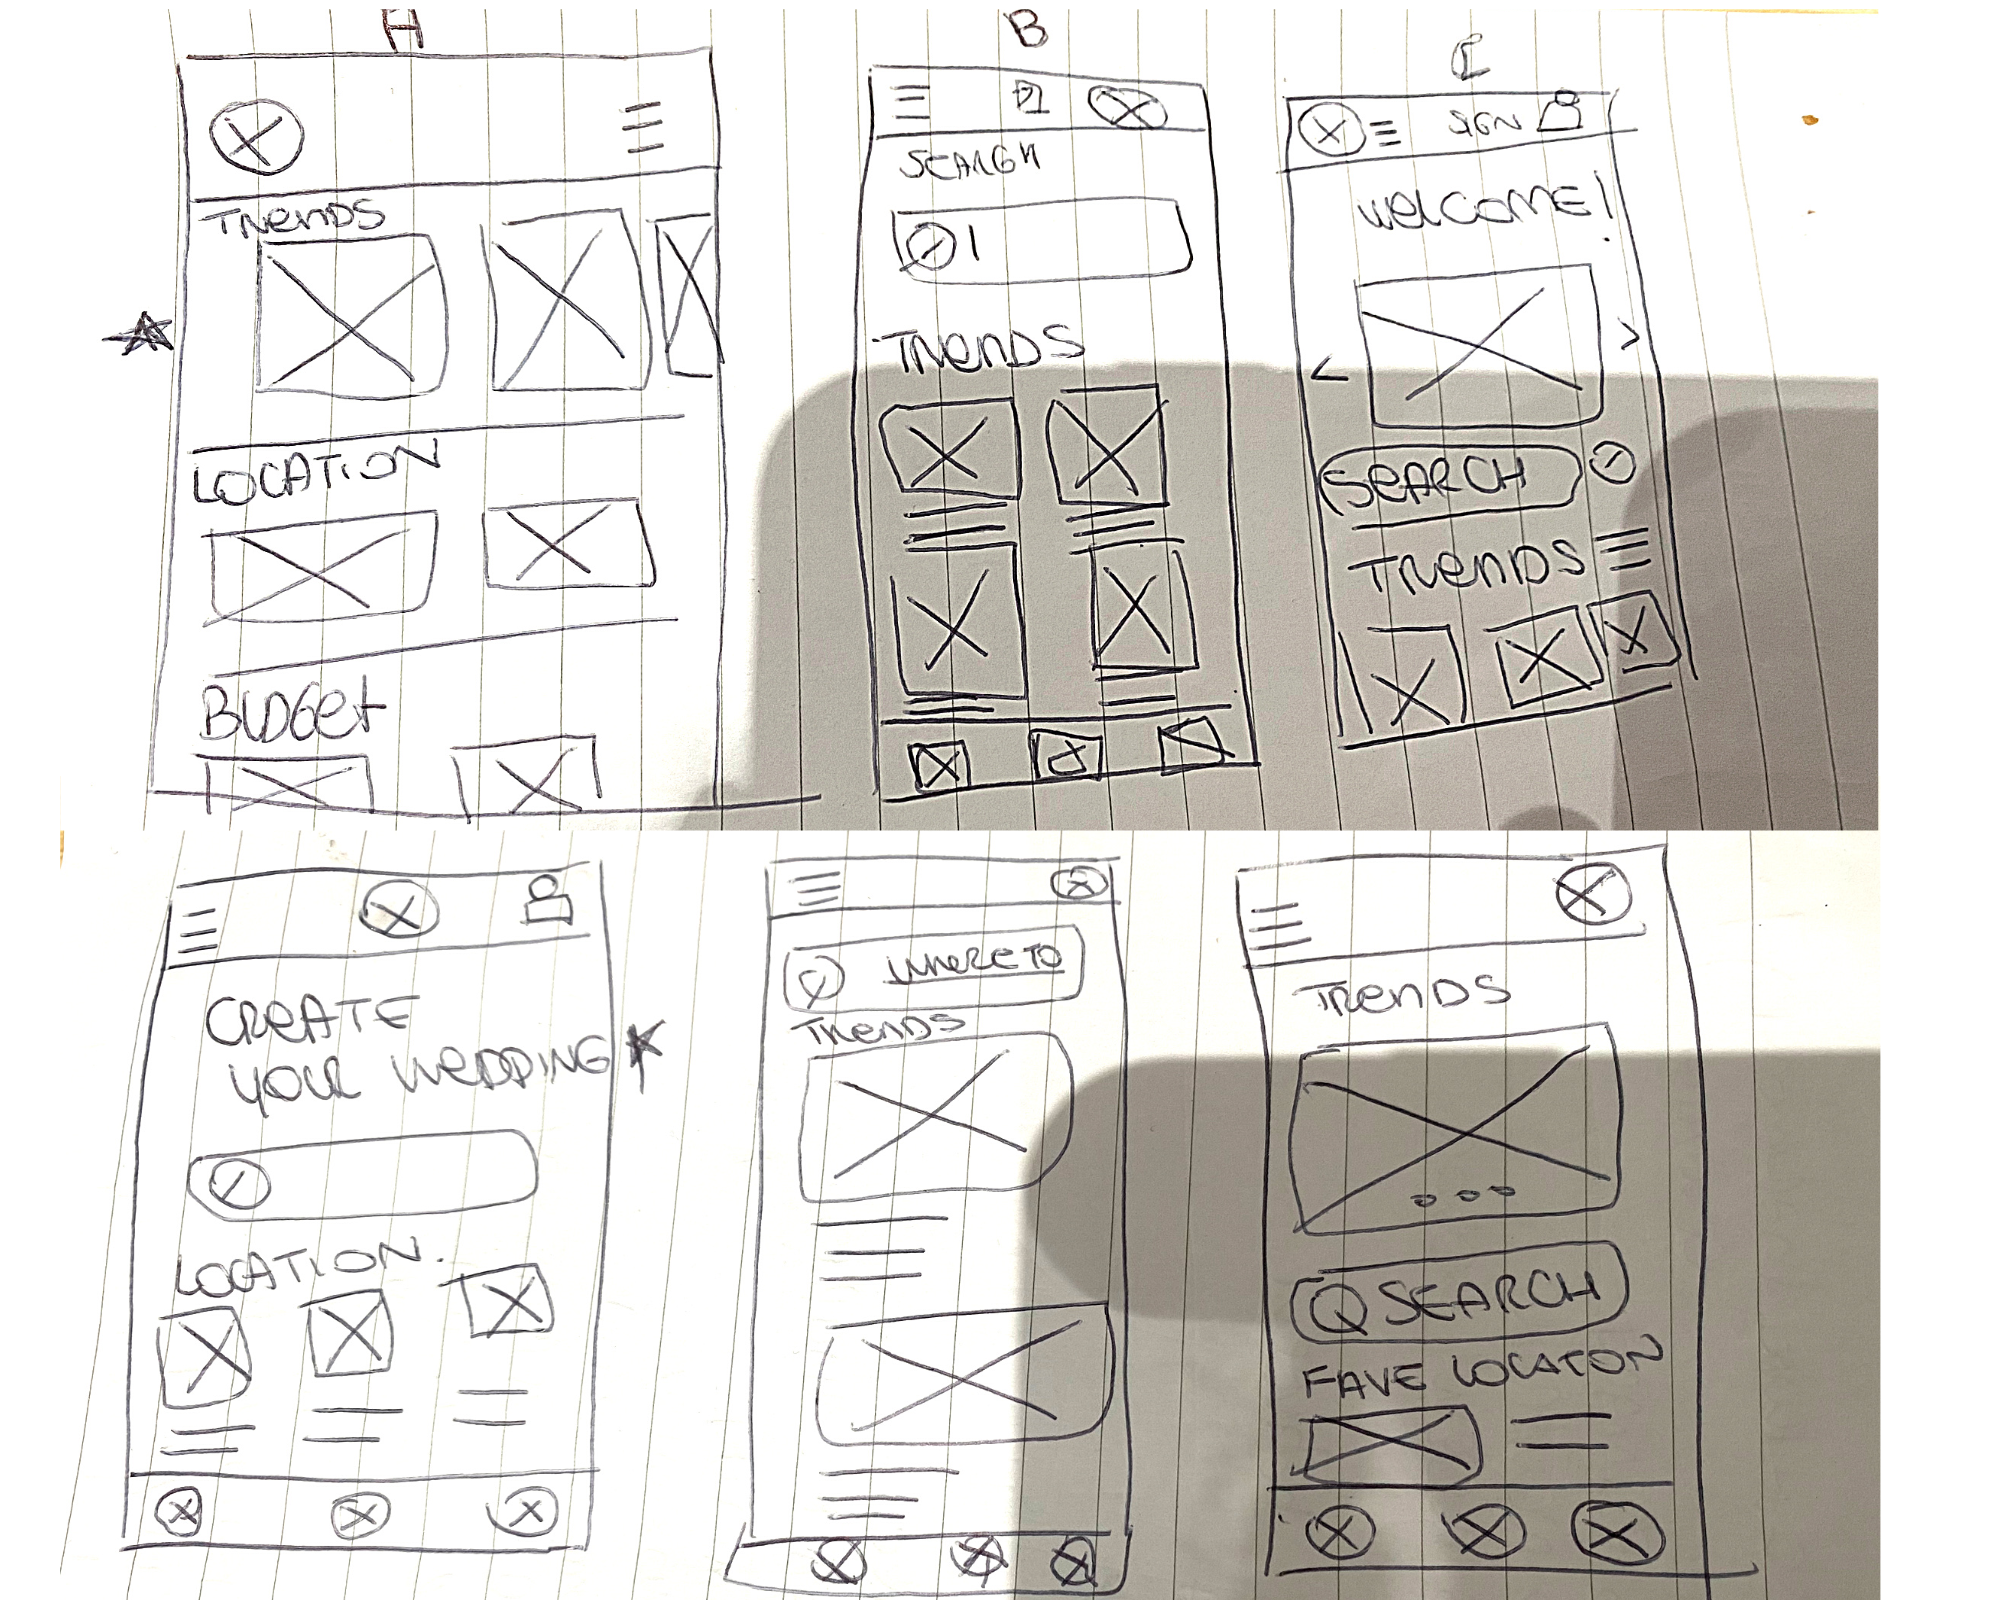 A
B
C
TRENDS
LOCATION
BUDGET
SEARCH
TRENDS
SIGN
WELCOME!
SEARCH
TRENDS
CREATE
YOUR WEDDING
LOCATION.
WHERE TO
TRENDS
TRENDS
SEARCH
FAVE LOCATON